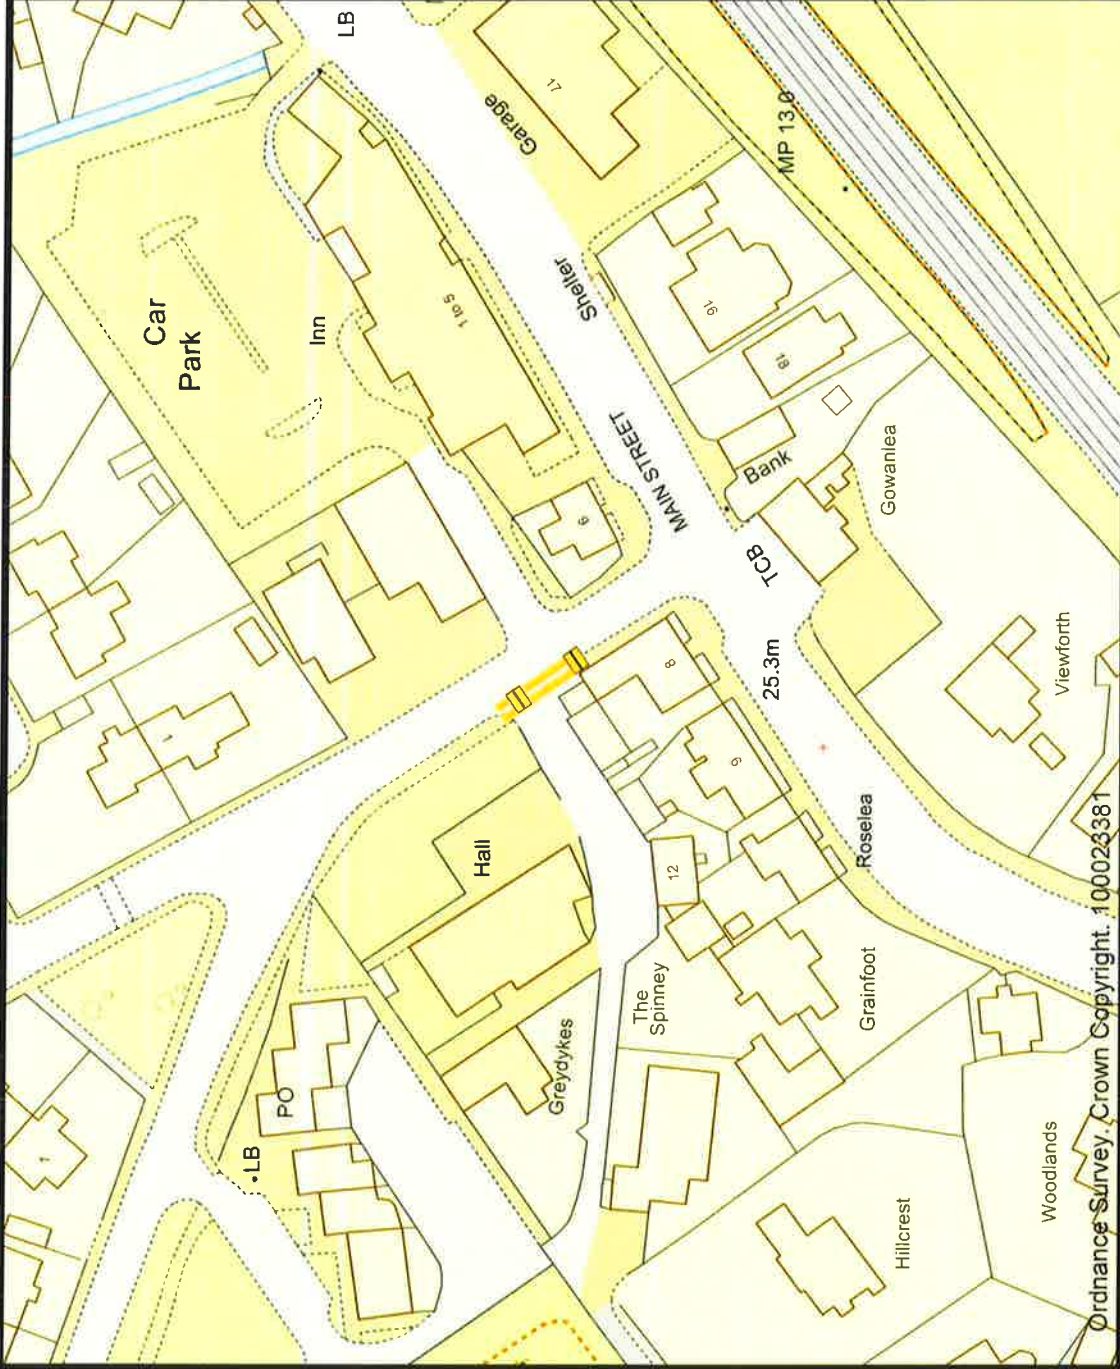 LB
17
Garage
MP 13.0
Car
Park
Inn
1 to 5
Shelter
16
18
MAIN STREET
Bank
Gowanlea
6
TCB
25.3m
8
Viewforth
1
9
Hall
12
Roselea
The
Spinney
Grainfoot
Greydykes
PO
LB
1
Hillcrest
Woodlands
Ordnance Survey, Crown Copyright. 100023381